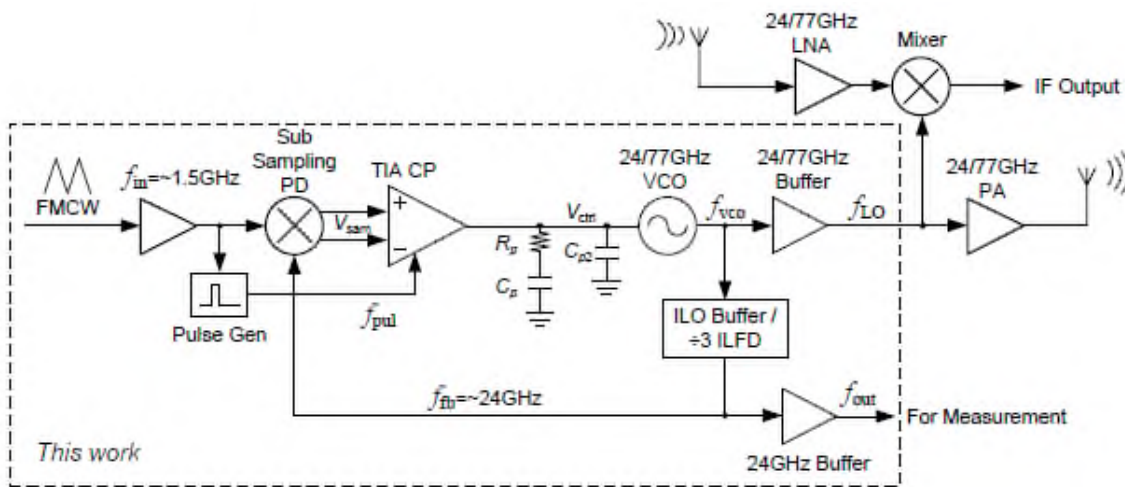 24/77GHz
LNA
Mixer
IF Output
Sub
Sampling
PD
TIA CP
24/77GHz
VCO
24/77GHz
Buffer
24/77GHz
PA
fin=~1.5GHz
FMCW
Vsam
+
−
Vctrl
fvco
fLO
Rp
Cp2
Cp
Pulse Gen
fpul
ILO Buffer /
÷3 ILFD
ffb=~24GHz
fout
For Measurement
This work
24GHz Buffer